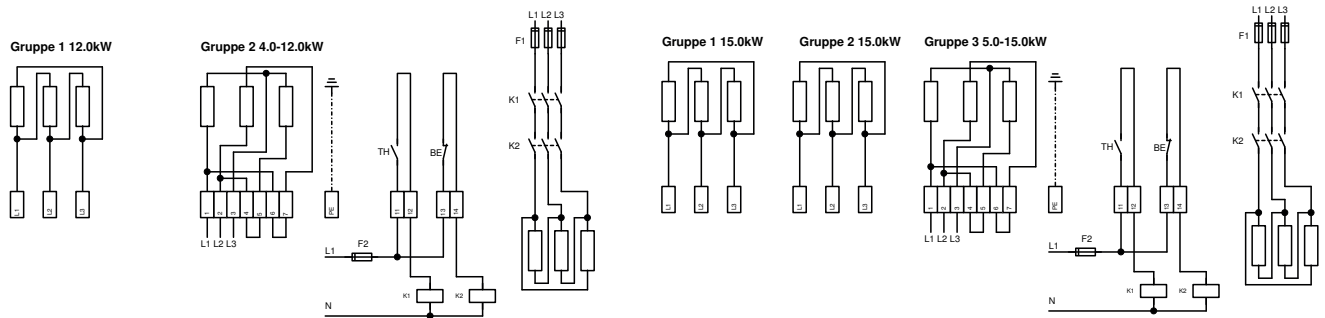 L1 L2 L3
F1
Gruppe 1 12.0kW
Gruppe 2 4.0-12.0kW
K1
K2
TH
BE
L1
L2
L3
1
2
3
4
5
6
7
PE
11
12
13
14
L1 L2 L3
L1
F2
K1
K2
N
L1 L2 L3
F1
Gruppe 1 15.0kW
Gruppe 2 15.0kW
Gruppe 3 5.0-15.0kW
K1
K2
TH
BE
L1
L2
L3
L1
L2
L3
1
2
3
4
5
6
7
PE
11
12
13
14
L1 L2 L3
L1
F2
K1
K2
N